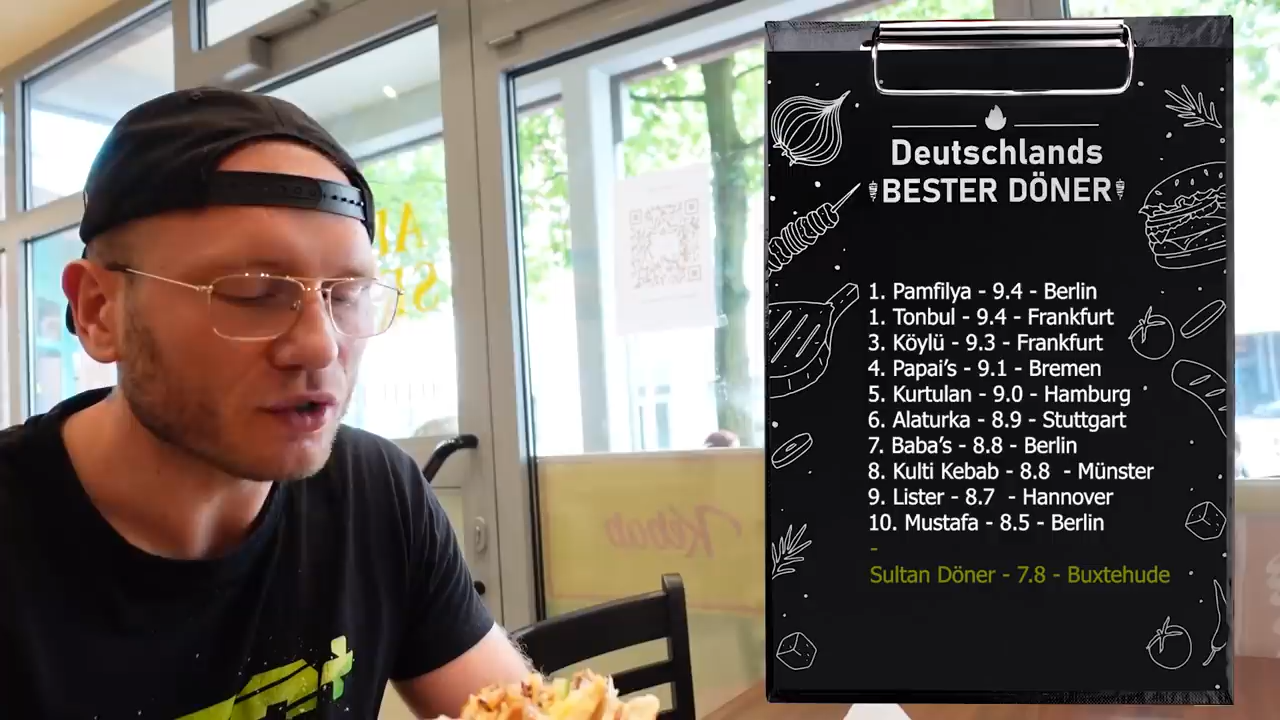 Deutschlands
BESTER DÖNER
1. Pamfilya - 9.4 - Berlin
1. Tonbul - 9.4 - Frankfurt
3. Köylü - 9.3 - Frankfurt
4. Papai's - 9.1 - Bremen
5. Kurtulan - 9.0 - Hamburg
6. Alaturka - 8.9 - Stuttgart
7. Baba's - 8.8 - Berlin
8. Kulti Kebab - 8.8 - Münster
9. Lister - 8.7 - Hannover
10. Mustafa - 8.5 - Berlin
-
Sultan Döner - 7.8 - Buxtehude
Kebab